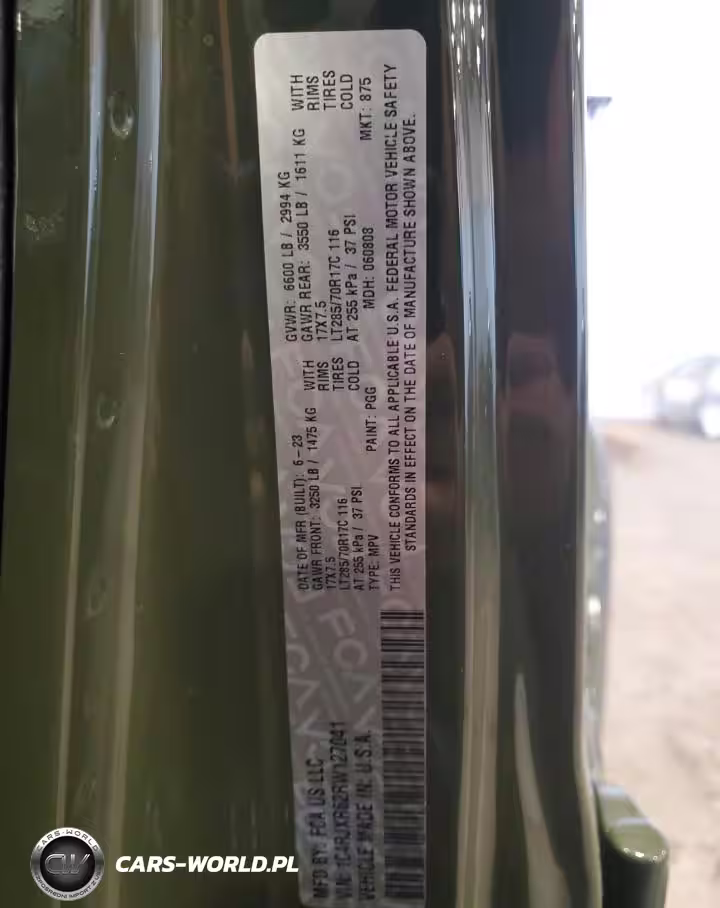 MFD BY: FCA US LLC
VIN: 1C4RJXR62RW127041
VEHICLE MADE IN: U.S.A.
DATE OF MFR (BUILT): 6-23
GAWR FRONT: 3250 LB / 1475 KG WITH
17X7.5 RIMS
LT285/70R17C 116 TIRES
AT 255 kPa / 37 PSI COLD
TYPE: MPV PAINT: PGG
GVWR: 6600 LB / 2994 KG
GAWR REAR: 3550 LB / 1611 KG WITH
17X7.5 RIMS
LT285/70R17C 116 TIRES
AT 255 kPa / 37 PSI COLD
MDH: 060808 MKT: 875
THIS VEHICLE CONFORMS TO ALL APPLICABLE U.S.A. FEDERAL MOTOR VEHICLE SAFETY
STANDARDS IN EFFECT ON THE DATE OF MANUFACTURE SHOWN ABOVE.
CARS-WORLD
CW
CARS-WORLD.PL